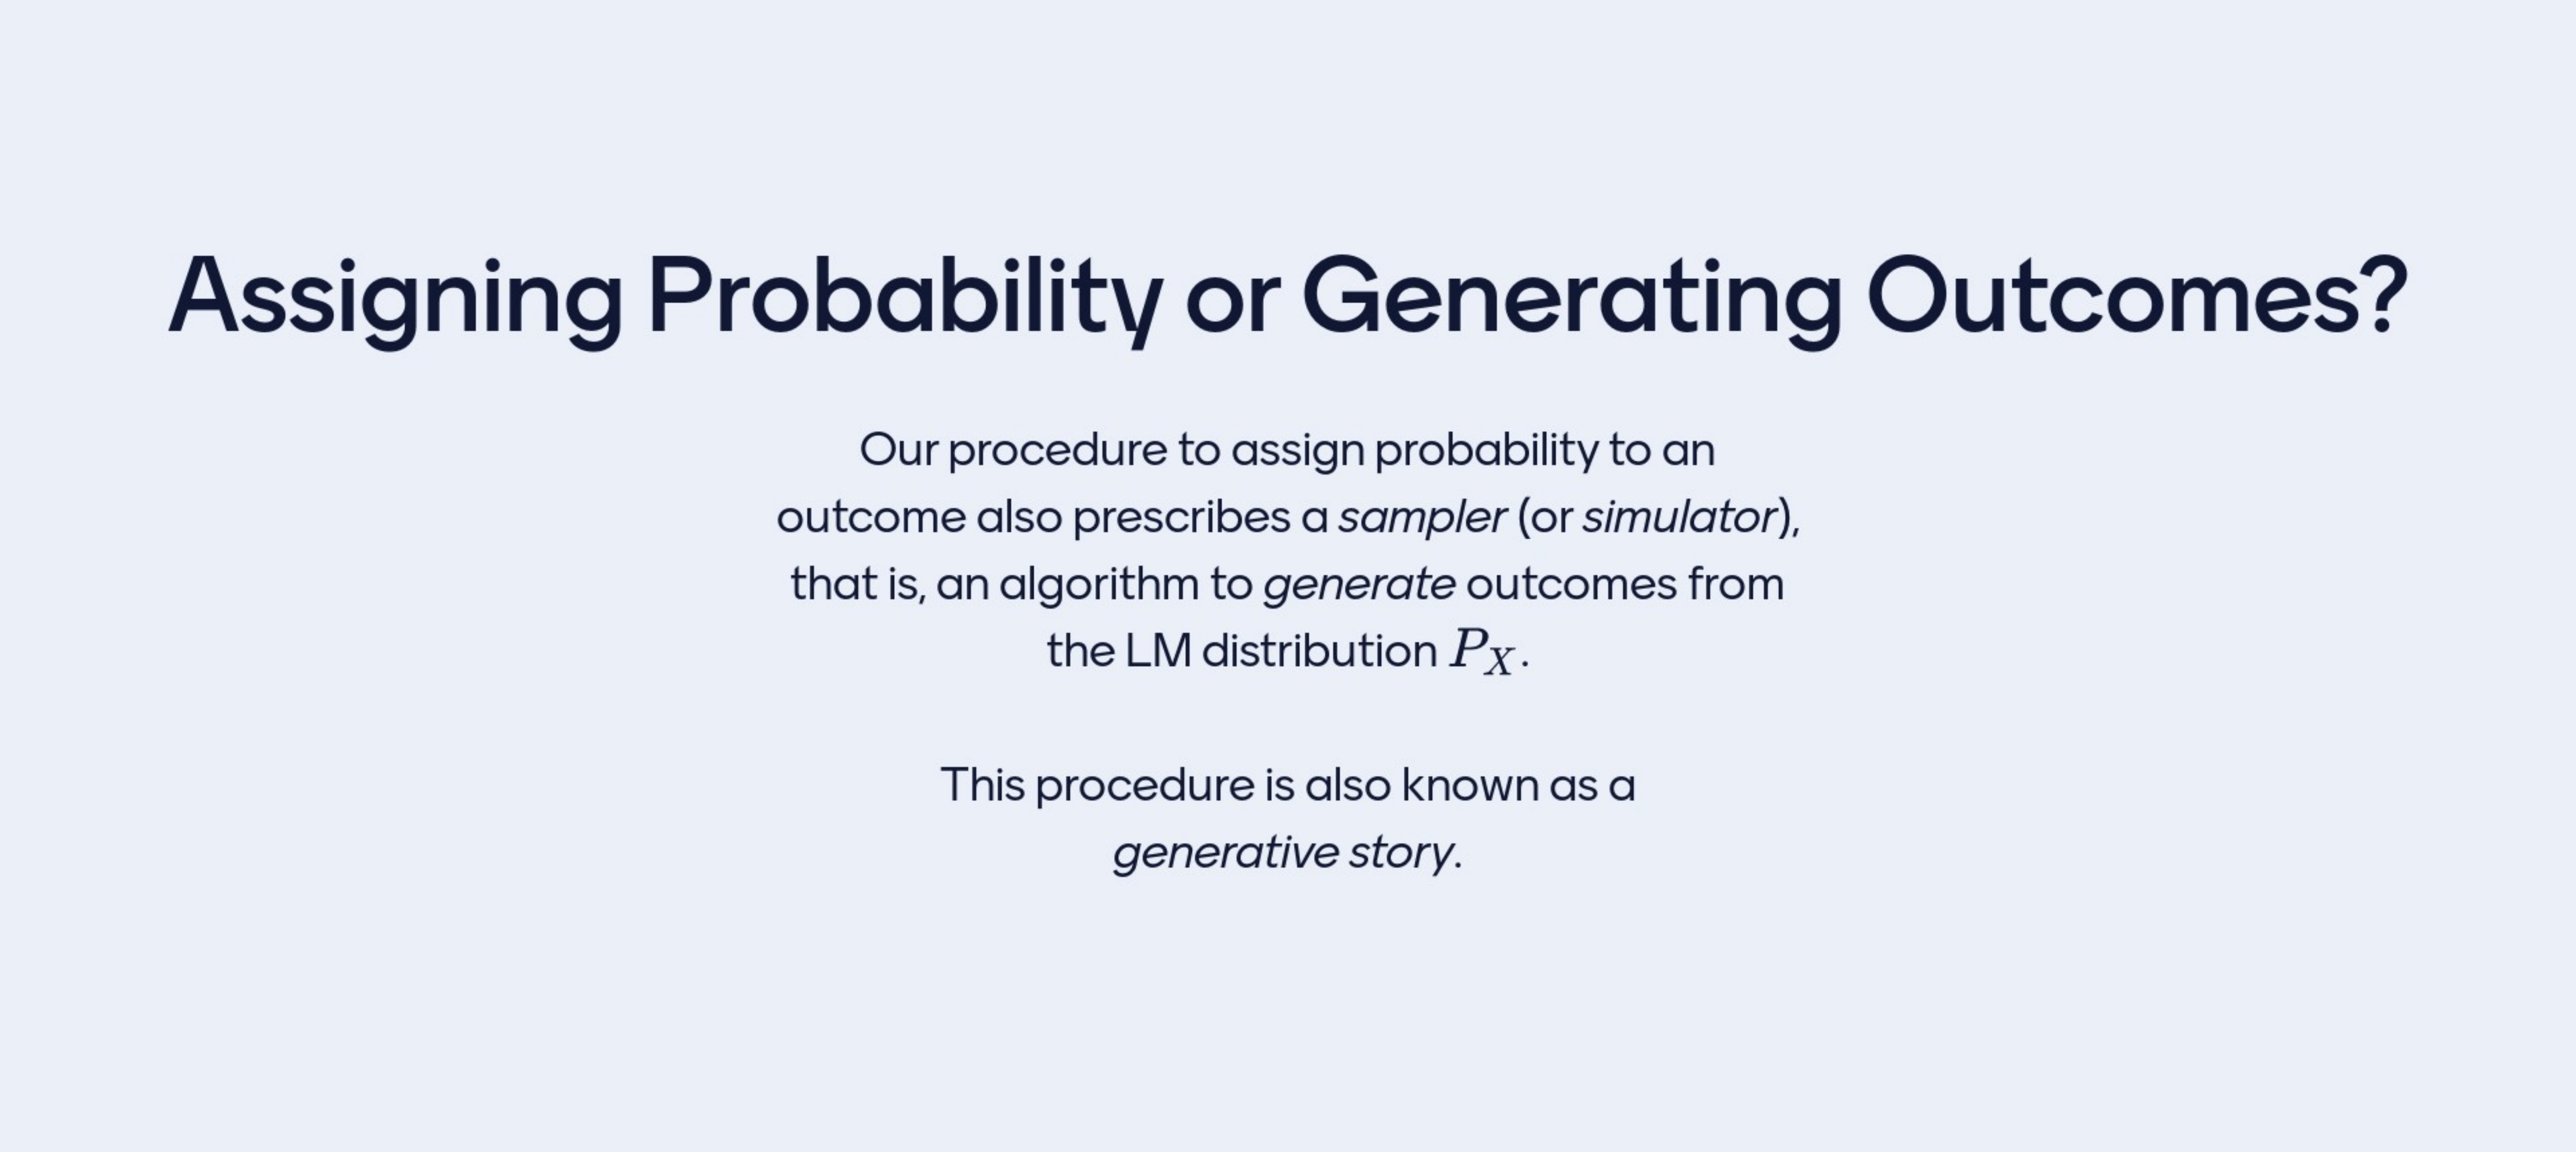 Assigning Probability or Generating Outcomes?
Our procedure to assign probability to an
outcome also prescribes a sampler (or simulator),
that is, an algorithm to generate outcomes from
the LM distribution P_X.
This procedure is also known as a
generative story.